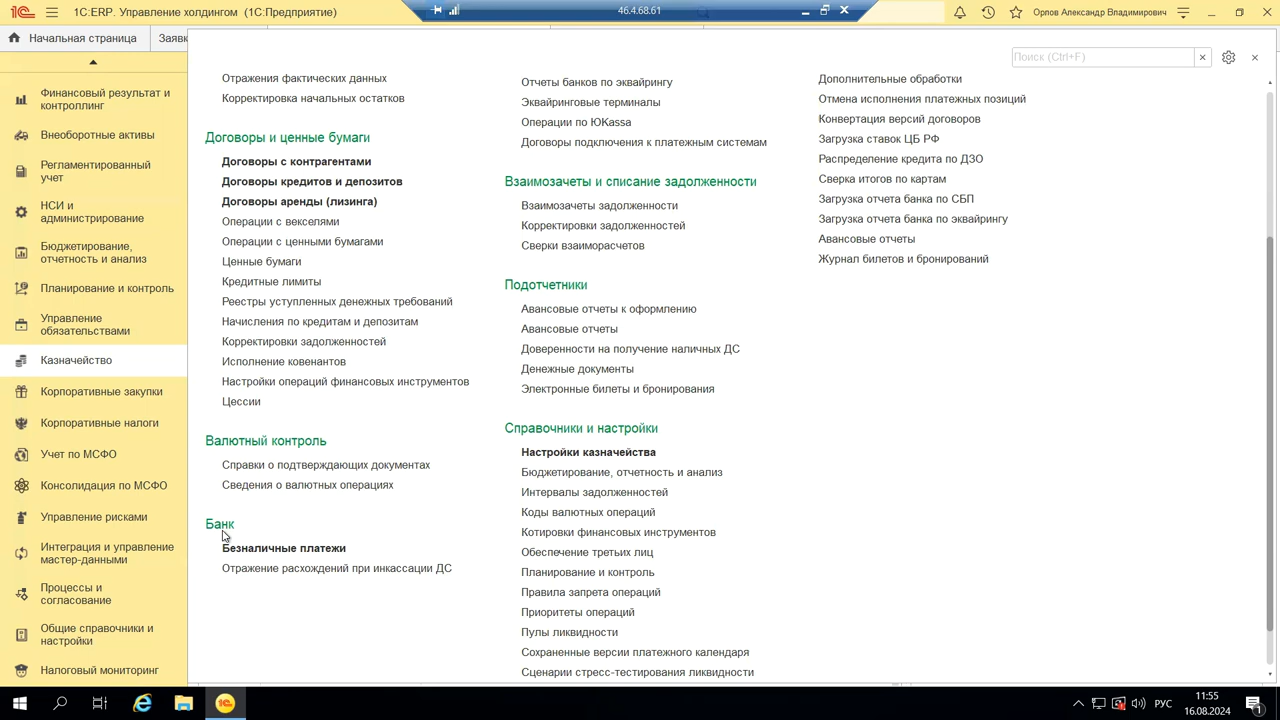 1С:ERP. Управление холдингом (1С:Предприятие)
46.4.68.61
Орлов Александр Владимирович
Начальная страница
Заявк
Поиск (Ctrl+F)
Финансовый результат и
контроллинг
Внеоборотные активы
Регламентированный
учет
НСИ и
администрирование
Бюджетирование,
отчетность и анализ
Планирование и контроль
Управление
обязательствами
Казначейство
Корпоративные закупки
Корпоративные налоги
Учет по МСФО
Консолидация по МСФО
Управление рисками
Интеграция и управление
мастер-данными
Процессы и
согласование
Общие справочники и
настройки
Налоговый мониторинг
Отражения фактических данных
Корректировка начальных остатков
Договоры и ценные бумаги
Договоры с контрагентами
Договоры кредитов и депозитов
Договоры аренды (лизинга)
Операции с векселями
Операции с ценными бумагами
Ценные бумаги
Кредитные лимиты
Реестры уступленных денежных требований
Начисления по кредитам и депозитам
Корректировки задолженностей
Исполнение ковенантов
Настройки операций финансовых инструментов
Цессии
Валютный контроль
Справки о подтверждающих документах
Сведения о валютных операциях
Банк
Безналичные платежи
Отражение расхождений при инкассации ДС
Отчеты банков по эквайрингу
Эквайринговые терминалы
Операции по ЮKassa
Договоры подключения к платежным системам
Взаимозачеты и списание задолженности
Взаимозачеты задолженности
Корректировки задолженностей
Сверки взаиморасчетов
Подотчетники
Авансовые отчеты к оформлению
Авансовые отчеты
Доверенности на получение наличных ДС
Денежные документы
Электронные билеты и бронирования
Справочники и настройки
Настройки казначейства
Бюджетирование, отчетность и анализ
Интервалы задолженностей
Коды валютных операций
Котировки финансовых инструментов
Обеспечение третьих лиц
Планирование и контроль
Правила запрета операций
Приоритеты операций
Пулы ликвидности
Сохраненные версии платежного календаря
Сценарии стресс-тестирования ликвидности
Дополнительные обработки
Отмена исполнения платежных позиций
Конвертация версий договоров
Загрузка ставок ЦБ РФ
Распределение кредита по ДЗО
Сверка итогов по картам
Загрузка отчета банка по СБП
Загрузка отчета банка по эквайрингу
Авансовые отчеты
Журнал билетов и бронирований
РУС
11:55
16.08.2024
1